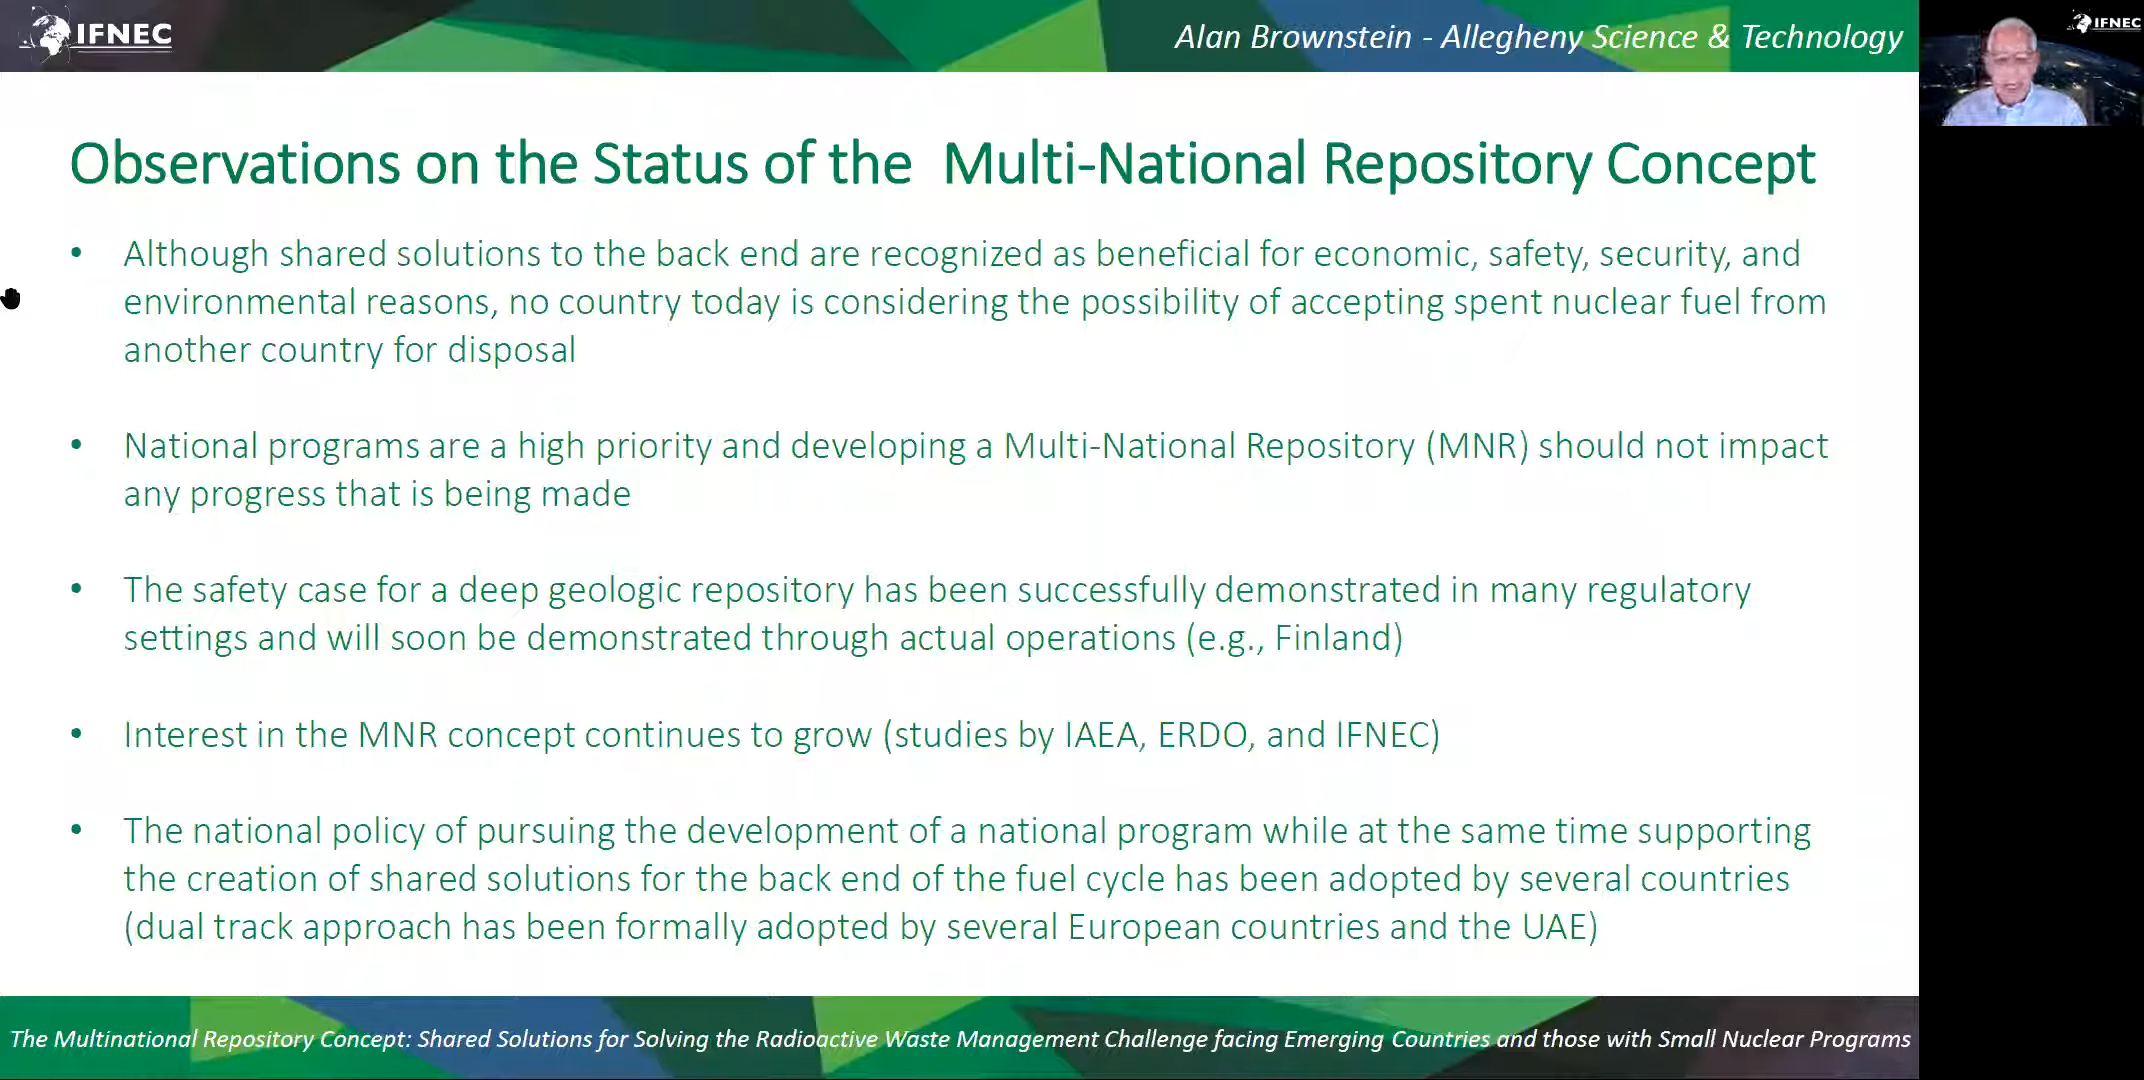 IFNEC
Alan Brownstein - Allegheny Science & Technology
IFNEC
Observations on the Status of the Multi-National Repository Concept
• Although shared solutions to the back end are recognized as beneficial for economic, safety, security, and
environmental reasons, no country today is considering the possibility of accepting spent nuclear fuel from
another country for disposal
• National programs are a high priority and developing a Multi-National Repository (MNR) should not impact
any progress that is being made
• The safety case for a deep geologic repository has been successfully demonstrated in many regulatory
settings and will soon be demonstrated through actual operations (e.g., Finland)
• Interest in the MNR concept continues to grow (studies by IAEA, ERDO, and IFNEC)
• The national policy of pursuing the development of a national program while at the same time supporting
the creation of shared solutions for the back end of the fuel cycle has been adopted by several countries
(dual track approach has been formally adopted by several European countries and the UAE)
The Multinational Repository Concept: Shared Solutions for Solving the Radioactive Waste Management Challenge facing Emerging Countries and those with Small Nuclear Programs